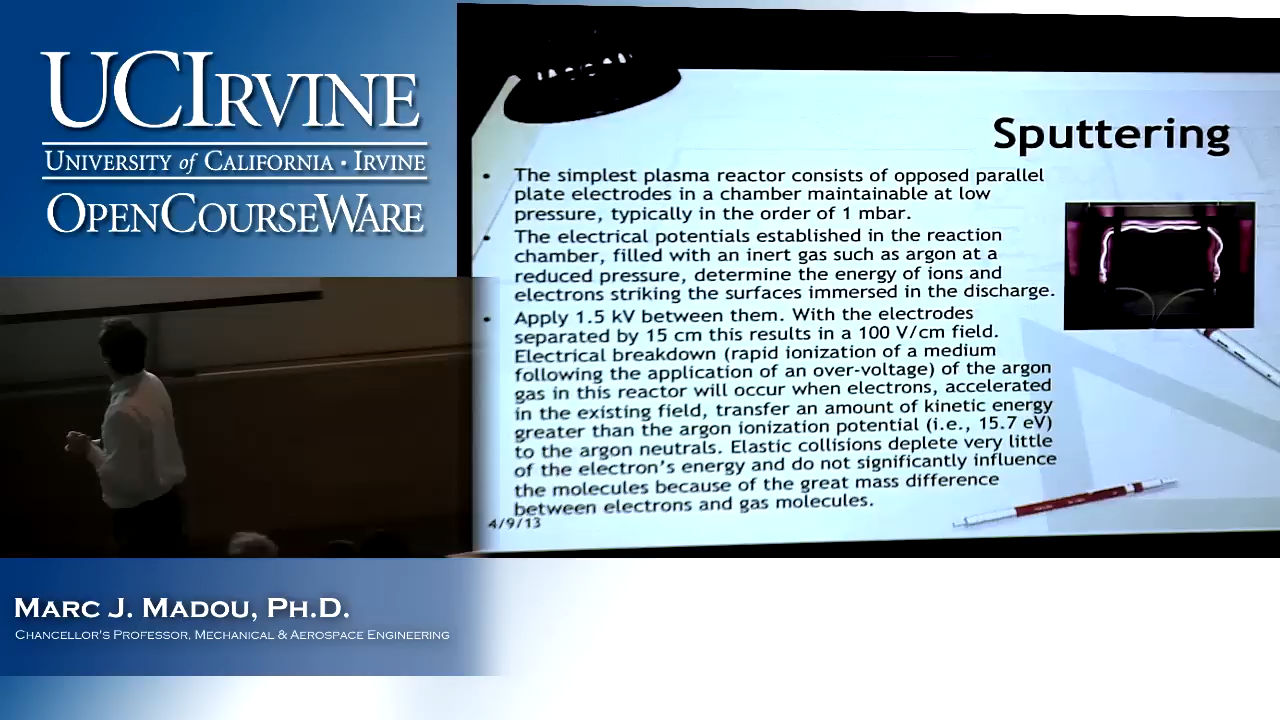 UCIRVINE
UNIVERSITY of CALIFORNIA · IRVINE
OPENCOURSEWARE
Sputtering
• The simplest plasma reactor consists of opposed parallel
plate electrodes in a chamber maintainable at low
pressure, typically in the order of 1 mbar.
• The electrical potentials established in the reaction
chamber, filled with an inert gas such as argon at a
reduced pressure, determine the energy of ions and
electrons striking the surfaces immersed in the discharge.
• Apply 1.5 kV between them. With the electrodes
separated by 15 cm this results in a 100 V/cm field.
Electrical breakdown (rapid ionization of a medium
following the application of an over-voltage) of the argon
gas in this reactor will occur when electrons, accelerated
in the existing field, transfer an amount of kinetic energy
greater than the argon ionization potential (i.e., 15.7 eV)
to the argon neutrals. Elastic collisions deplete very little
of the electron's energy and do not significantly influence
the molecules because of the great mass difference
between electrons and gas molecules.
4/9/13
MARC J. MADOU, PH.D.
CHANCELLOR'S PROFESSOR, MECHANICAL & AEROSPACE ENGINEERING